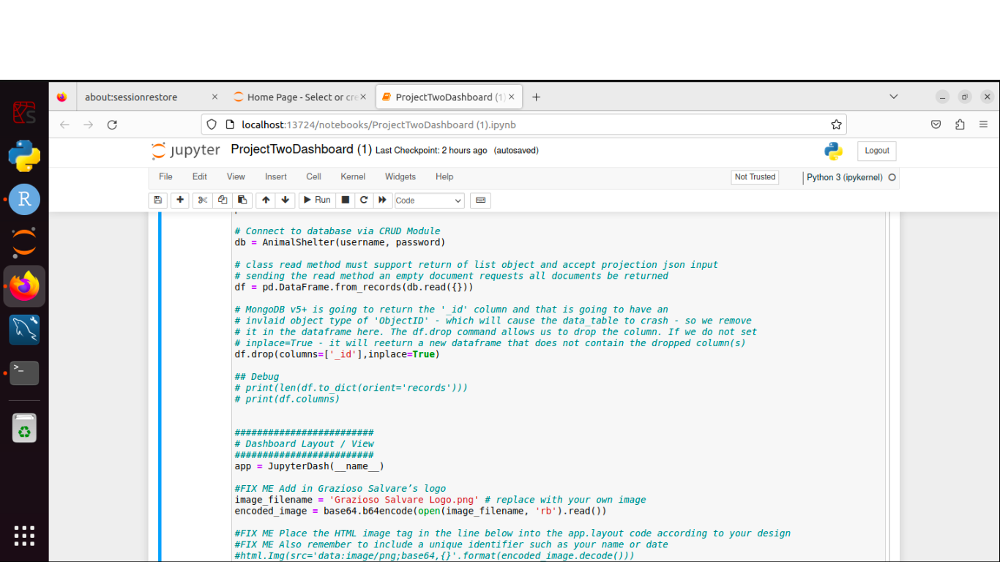 about:sessionrestore
Home Page - Select or cre
ProjectTwoDashboard (1)
localhost:13724/notebooks/ProjectTwoDashboard (1).ipynb
jupyter ProjectTwoDashboard (1) Last Checkpoint: 2 hours ago (autosaved)
Logout
File Edit View Insert Cell Kernel Widgets Help
Not Trusted
Python 3 (ipykernel)
Run
Code
# Connect to database via CRUD Module
db = AnimalShelter(username, password)
# class read method must support return of list object and accept projection json input
# sending the read method an empty document requests all documents be returned
df = pd.DataFrame.from_records(db.read({}))
# MongoDB v5+ is going to return the '_id' column and that is going to have an
# invlaid object type of 'ObjectID' - which will cause the data_table to crash - so we remove
# it in the dataframe here. The df.drop command allows us to drop the column. If we do not set
# inplace=True - it will reeturn a new dataframe that does not contain the dropped column(s)
df.drop(columns=['_id'],inplace=True)
## Debug
# print(len(df.to_dict(orient='records')))
# print(df.columns)
#########################
# Dashboard Layout / View
#########################
app = JupyterDash(__name__)
#FIX ME Add in Grazioso Salvare’s logo
image_filename = 'Grazioso Salvare Logo.png' # replace with your own image
encoded_image = base64.b64encode(open(image_filename, 'rb').read())
#FIX ME Place the HTML image tag in the line below into the app.layout code according to your design
#FIX ME Also remember to include a unique identifier such as your name or date
#html.Img(src='data:image/png;base64,{}'.format(encoded_image.decode()))